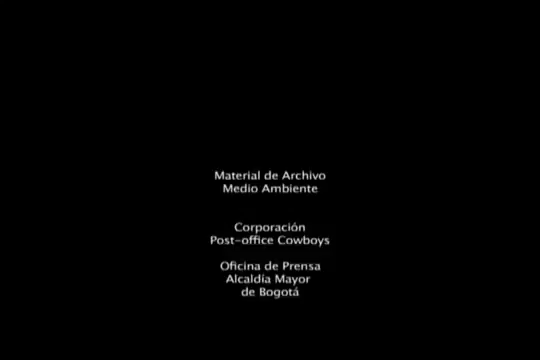 Material de Archivo
Medio Ambiente
Corporación
Post-office Cowboys
Oficina de Prensa
Alcaldía Mayor
de Bogotá